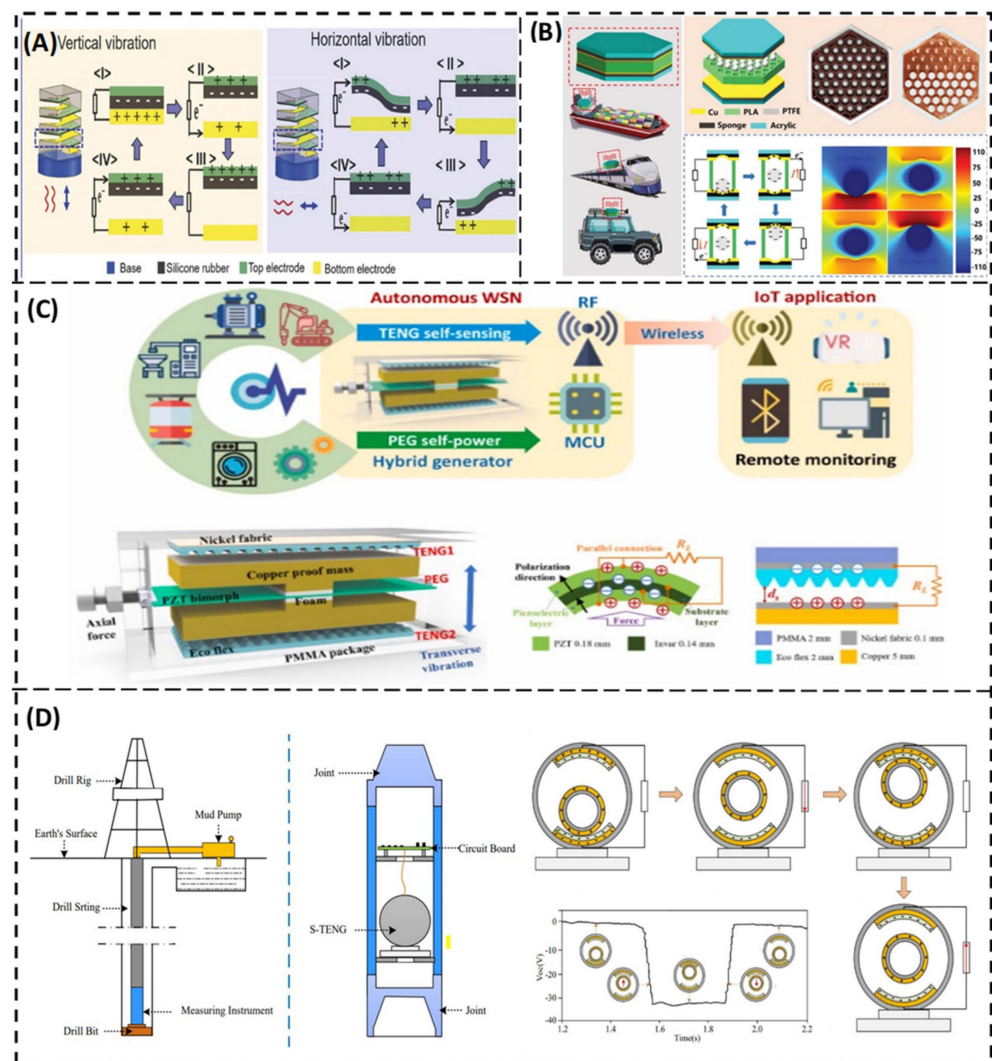 (A)
Vertical vibration
Horizontal vibration
<I>
<II>
<IV>
<III>
<I>
<II>
<IV>
<III>
Base
Silicone rubber
Top electrode
Bottom electrode
(B)
Cu
PLA
PTFE
Sponge
Acrylic
110
100
75
50
25
0
-25
-50
-75
-110
(C)
Autonomous WSN
RF
IoT application
TENG self-sensing
Wireless
VR
PEG self-power
MCU
Hybrid generator
Remote monitoring
Nickel fabric
TENG1
Copper proof mass
PEG
PZT bimorph
Foam
Axial
force
TENG2
Eco flex
PMMA package
Transverse
vibration
Parallel connection
R_L
Polarization
direction
Piezoelectric
layer
Substrate
layer
Force
PZT 0.18 mm
Invar 0.14 mm
d_s
R_L
PMMA 2 mm
Nickel fabric 0.1 mm
Eco flex 2 mm
Copper 5 mm
(D)
Drill Rig
Mud Pump
Earth's Surface
Drill Srting
Measuring Instrument
Drill Bit
Joint
Circuit Board
S-TENG
Joint
Voc(V)
0
-10
-20
-30
-40
1.2
1.4
1.6
1.8
2.0
2.2
Time(s)